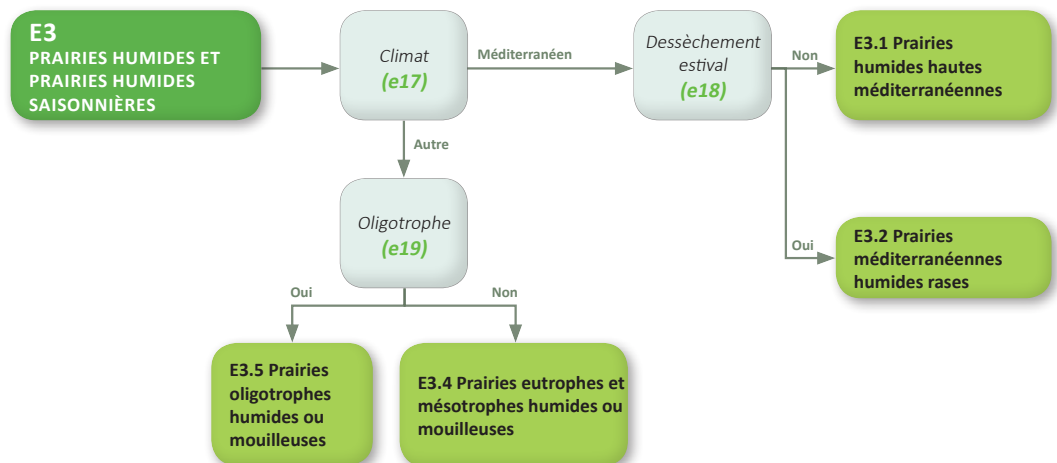 E3
PRAIRIES HUMIDES ET
PRAIRIES HUMIDES
SAISONNIÈRES
Climat
(e17)
Méditerranéen
Dessèchement
estival
(e18)
Non
E3.1 Prairies
humides hautes
méditerranéennes
Autre
Oligotrophe
(e19)
Oui
E3.2 Prairies
méditerranéennes
humides rases
Oui
Non
E3.5 Prairies
oligotrophes
humides ou
mouilleuses
E3.4 Prairies eutrophes et
mésotrophes humides ou
mouilleuses